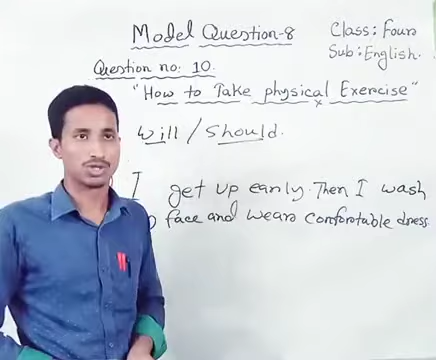 Model Question-8
Class: Four
Sub: English.
Question no: 10.
"How to Take physical Exercise"
Will / Should.
I get up early. Then I wash
face and wears comfortable dress